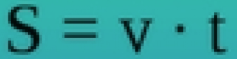 S = v · t